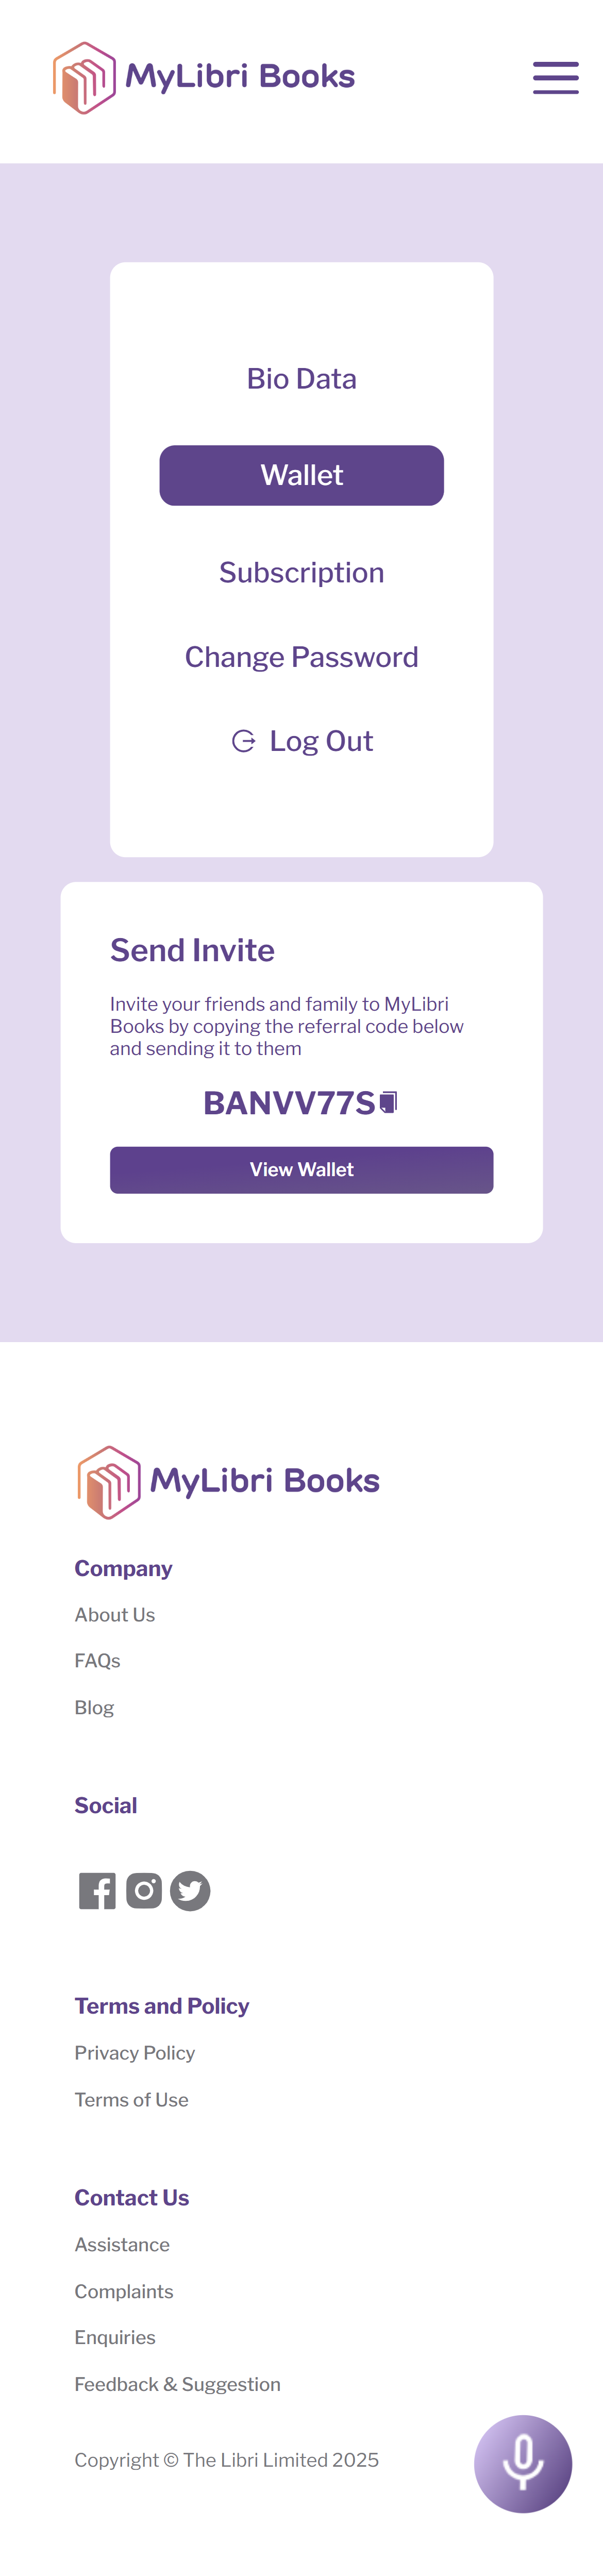 MyLibri Books
Bio Data
Wallet
Subscription
Change Password
Log Out
Send Invite
Invite your friends and family to MyLibri
Books by copying the referral code below
and sending it to them
BANVV77S
View Wallet
MyLibri Books
Company
About Us
FAQs
Blog
Social
Terms and Policy
Privacy Policy
Terms of Use
Contact Us
Assistance
Complaints
Enquiries
Feedback & Suggestion
Copyright © The Libri Limited 2025